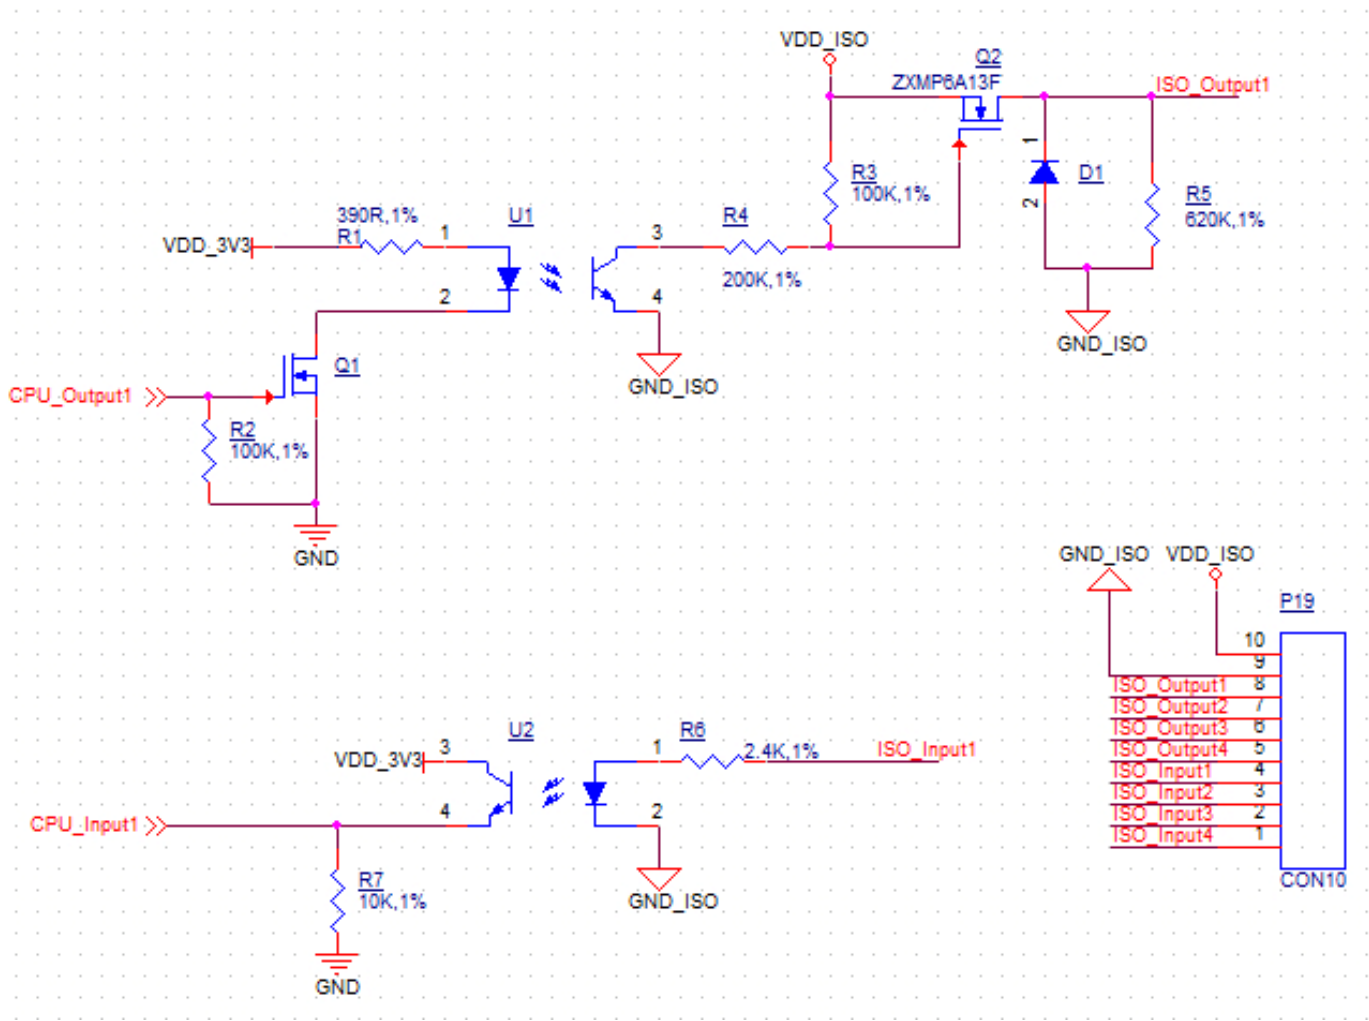 VDD_ISO
Q2
ZXMP6A13F
ISO_Output1
1
D1
2
R3
100K,1%
R5
620K,1%
390R,1%
R1
VDD_3V3
1
U1
3
R4
200K,1%
2
4
GND_ISO
GND_ISO
Q1
CPU_Output1
R2
100K,1%
GND
GND_ISO
VDD_ISO
P19
10
9
ISO_Output1 8
ISO_Output2 7
ISO_Output3 6
ISO_Output4 5
ISO_Input1 4
ISO_Input2 3
ISO_Input3 2
ISO_Input4 1
CON10
U2
VDD_3V3
3
1
R6
2.4K,1%
ISO_Input1
CPU_Input1
4
2
R7
10K,1%
GND_ISO
GND